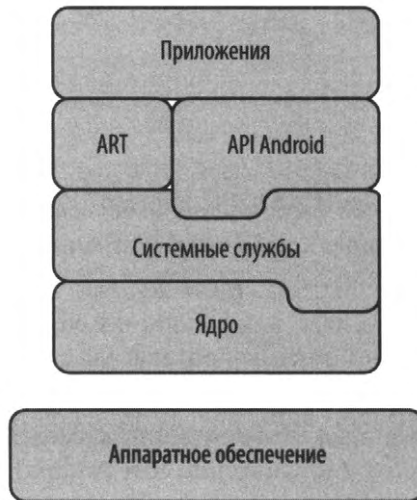 Приложения
ART
API Android
Системные службы
Ядро
Аппаратное обеспечение